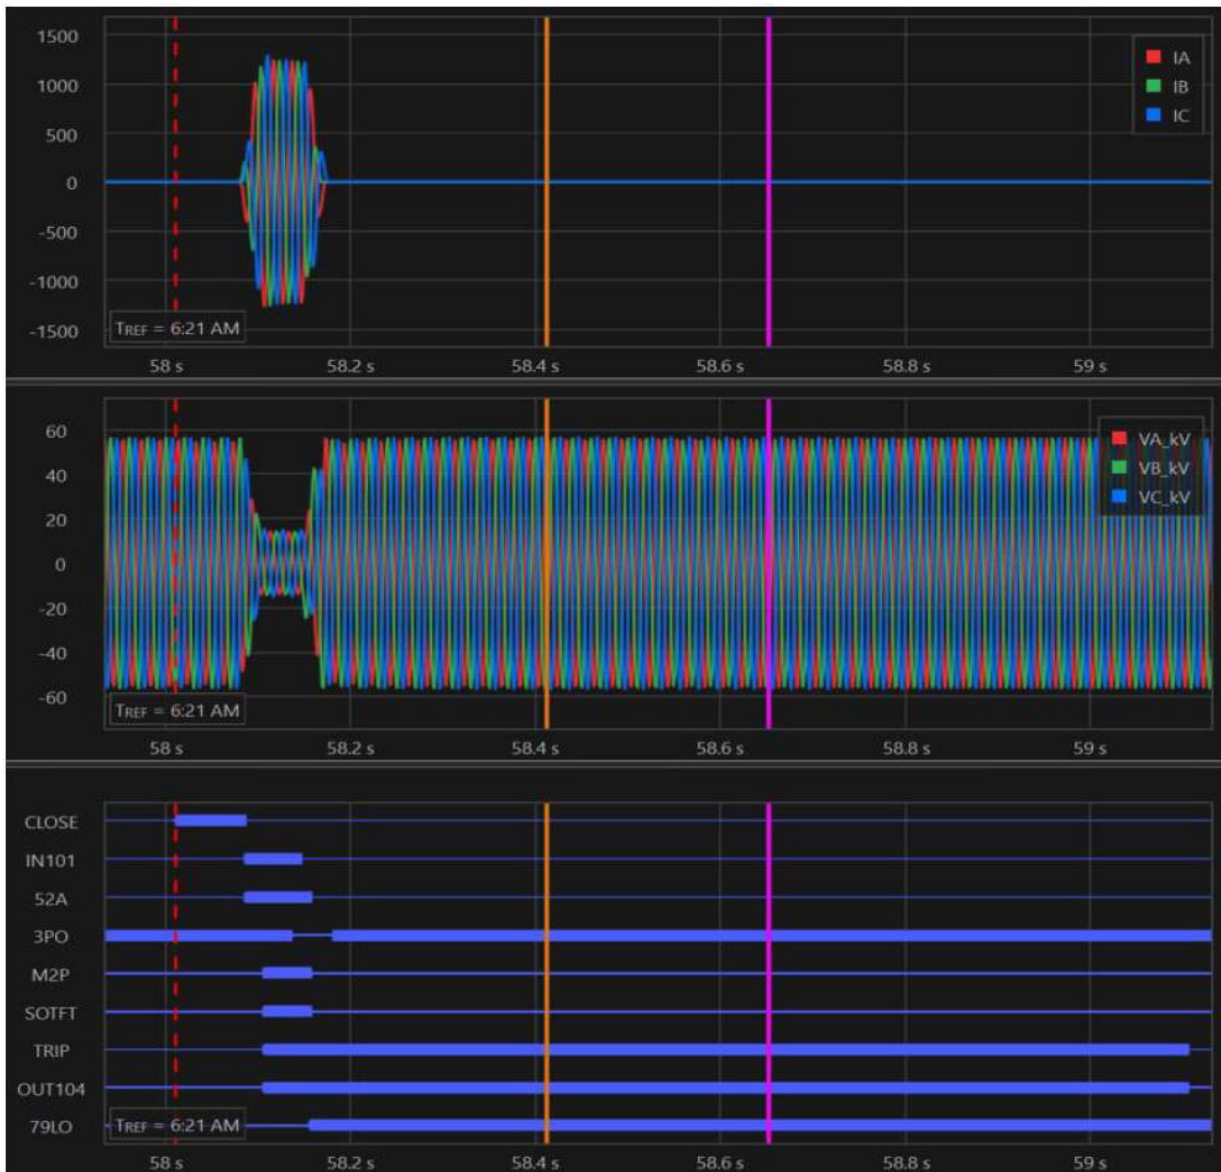 1500
1000
500
0
-500
-1000
-1500
IA
IB
IC
TREF = 6:21 AM
58 s 58.2 s 58.4 s 58.6 s 58.8 s 59 s
60
40
20
0
-20
-40
-60
VA_kV
VB_kV
VC_kV
TREF = 6:21 AM
58 s 58.2 s 58.4 s 58.6 s 58.8 s 59 s
CLOSE
IN101
52A
3PO
M2P
SOTFT
TRIP
OUT104
79LO
TREF = 6:21 AM
58 s 58.2 s 58.4 s 58.6 s 58.8 s 59 s